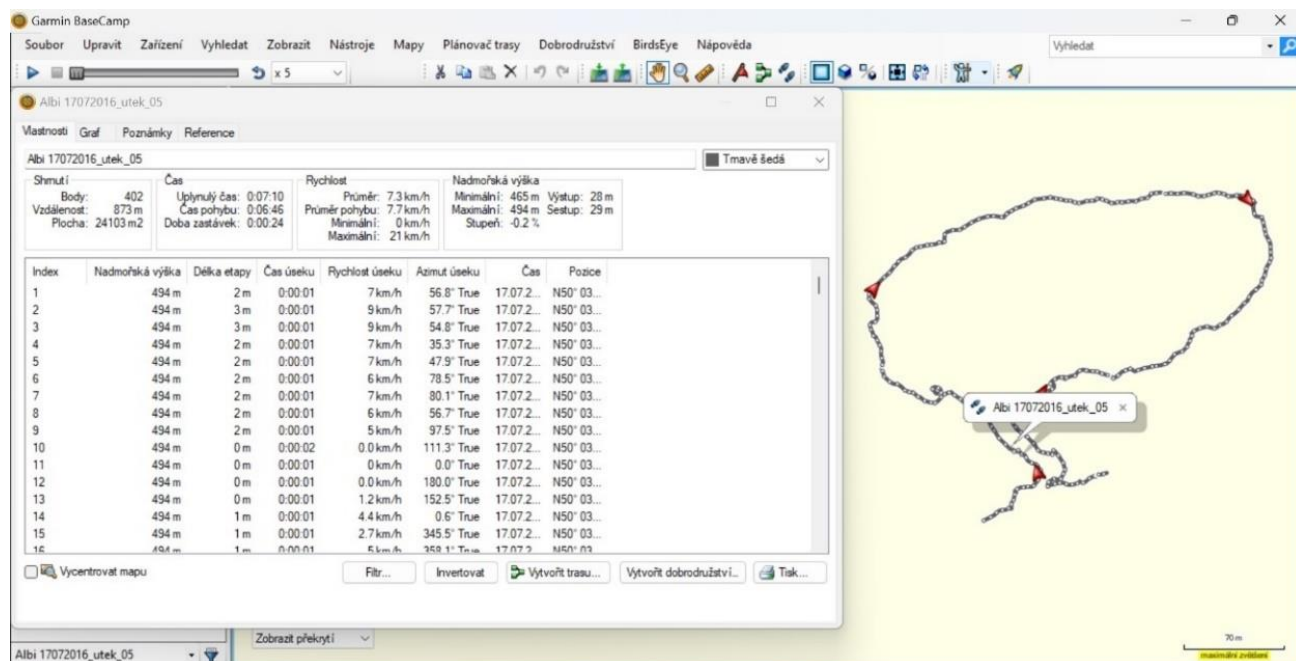 Garmin BaseCamp
Soubor Upravit Zařízení Vyhledat Zobrazit Nástroje Mapy Plánovač trasy Dobrodružství BirdsEye Nápověda Vyhledat
x 5
Albi 17072016_utek_05
Vlastnosti Graf Poznámky Reference
Albi 17072016_utek_05 Tmavě šedá
Shrnutí Čas Rychlost Nadmořská výška
Body: 402 Uplynulý čas: 0:07:10 Průměr: 7.3 km/h Minimální: 465 m Výstup: 28 m
Vzdálenost: 873 m Čas pohybu: 0:06:46 Průměr pohybu: 7.7 km/h Maximální: 494 m Sestup: 29 m
Plocha: 24103 m2 Doba zastávek: 0:00:24 Minimální: 0 km/h Stupeň: -0.2 %
Maximální: 21 km/h
Index Nadmořská výška Délka etapy Čas úseku Rychlost úseku Azimut úseku Čas Pozice
1 494 m 2 m 0:00:01 7 km/h 56.8° True 17.07.2... N50° 03...
2 494 m 3 m 0:00:01 9 km/h 57.7° True 17.07.2... N50° 03...
3 494 m 3 m 0:00:01 9 km/h 54.8° True 17.07.2... N50° 03...
4 494 m 2 m 0:00:01 7 km/h 35.3° True 17.07.2... N50° 03...
5 494 m 2 m 0:00:01 7 km/h 47.9° True 17.07.2... N50° 03...
6 494 m 2 m 0:00:01 6 km/h 78.5° True 17.07.2... N50° 03...
7 494 m 2 m 0:00:01 7 km/h 80.1° True 17.07.2... N50° 03...
8 494 m 2 m 0:00:01 6 km/h 56.7° True 17.07.2... N50° 03...
9 494 m 2 m 0:00:01 5 km/h 97.5° True 17.07.2... N50° 03...
10 494 m 0 m 0:00:02 0.0 km/h 111.3° True 17.07.2... N50° 03...
11 494 m 0 m 0:00:01 0 km/h 0.0° True 17.07.2... N50° 03...
12 494 m 0 m 0:00:01 0.0 km/h 180.0° True 17.07.2... N50° 03...
13 494 m 0 m 0:00:01 1.2 km/h 152.5° True 17.07.2... N50° 03...
14 494 m 1 m 0:00:01 4.4 km/h 0.6° True 17.07.2... N50° 03...
15 494 m 1 m 0:00:01 2.7 km/h 345.5° True 17.07.2... N50° 03...
16 494 m 1 m 0:00:01 5 km/h 358.1° True 17.07.2... N50° 03...
Vycentrovat mapu Filtr... Invertovat Vytvořit trasu... Vytvořit dobrodružství... Tisk...
Albi 17072016_utek_05
Zobrazit překrytí
70 m
maximální zvětšení
Albi 17072016_utek_05